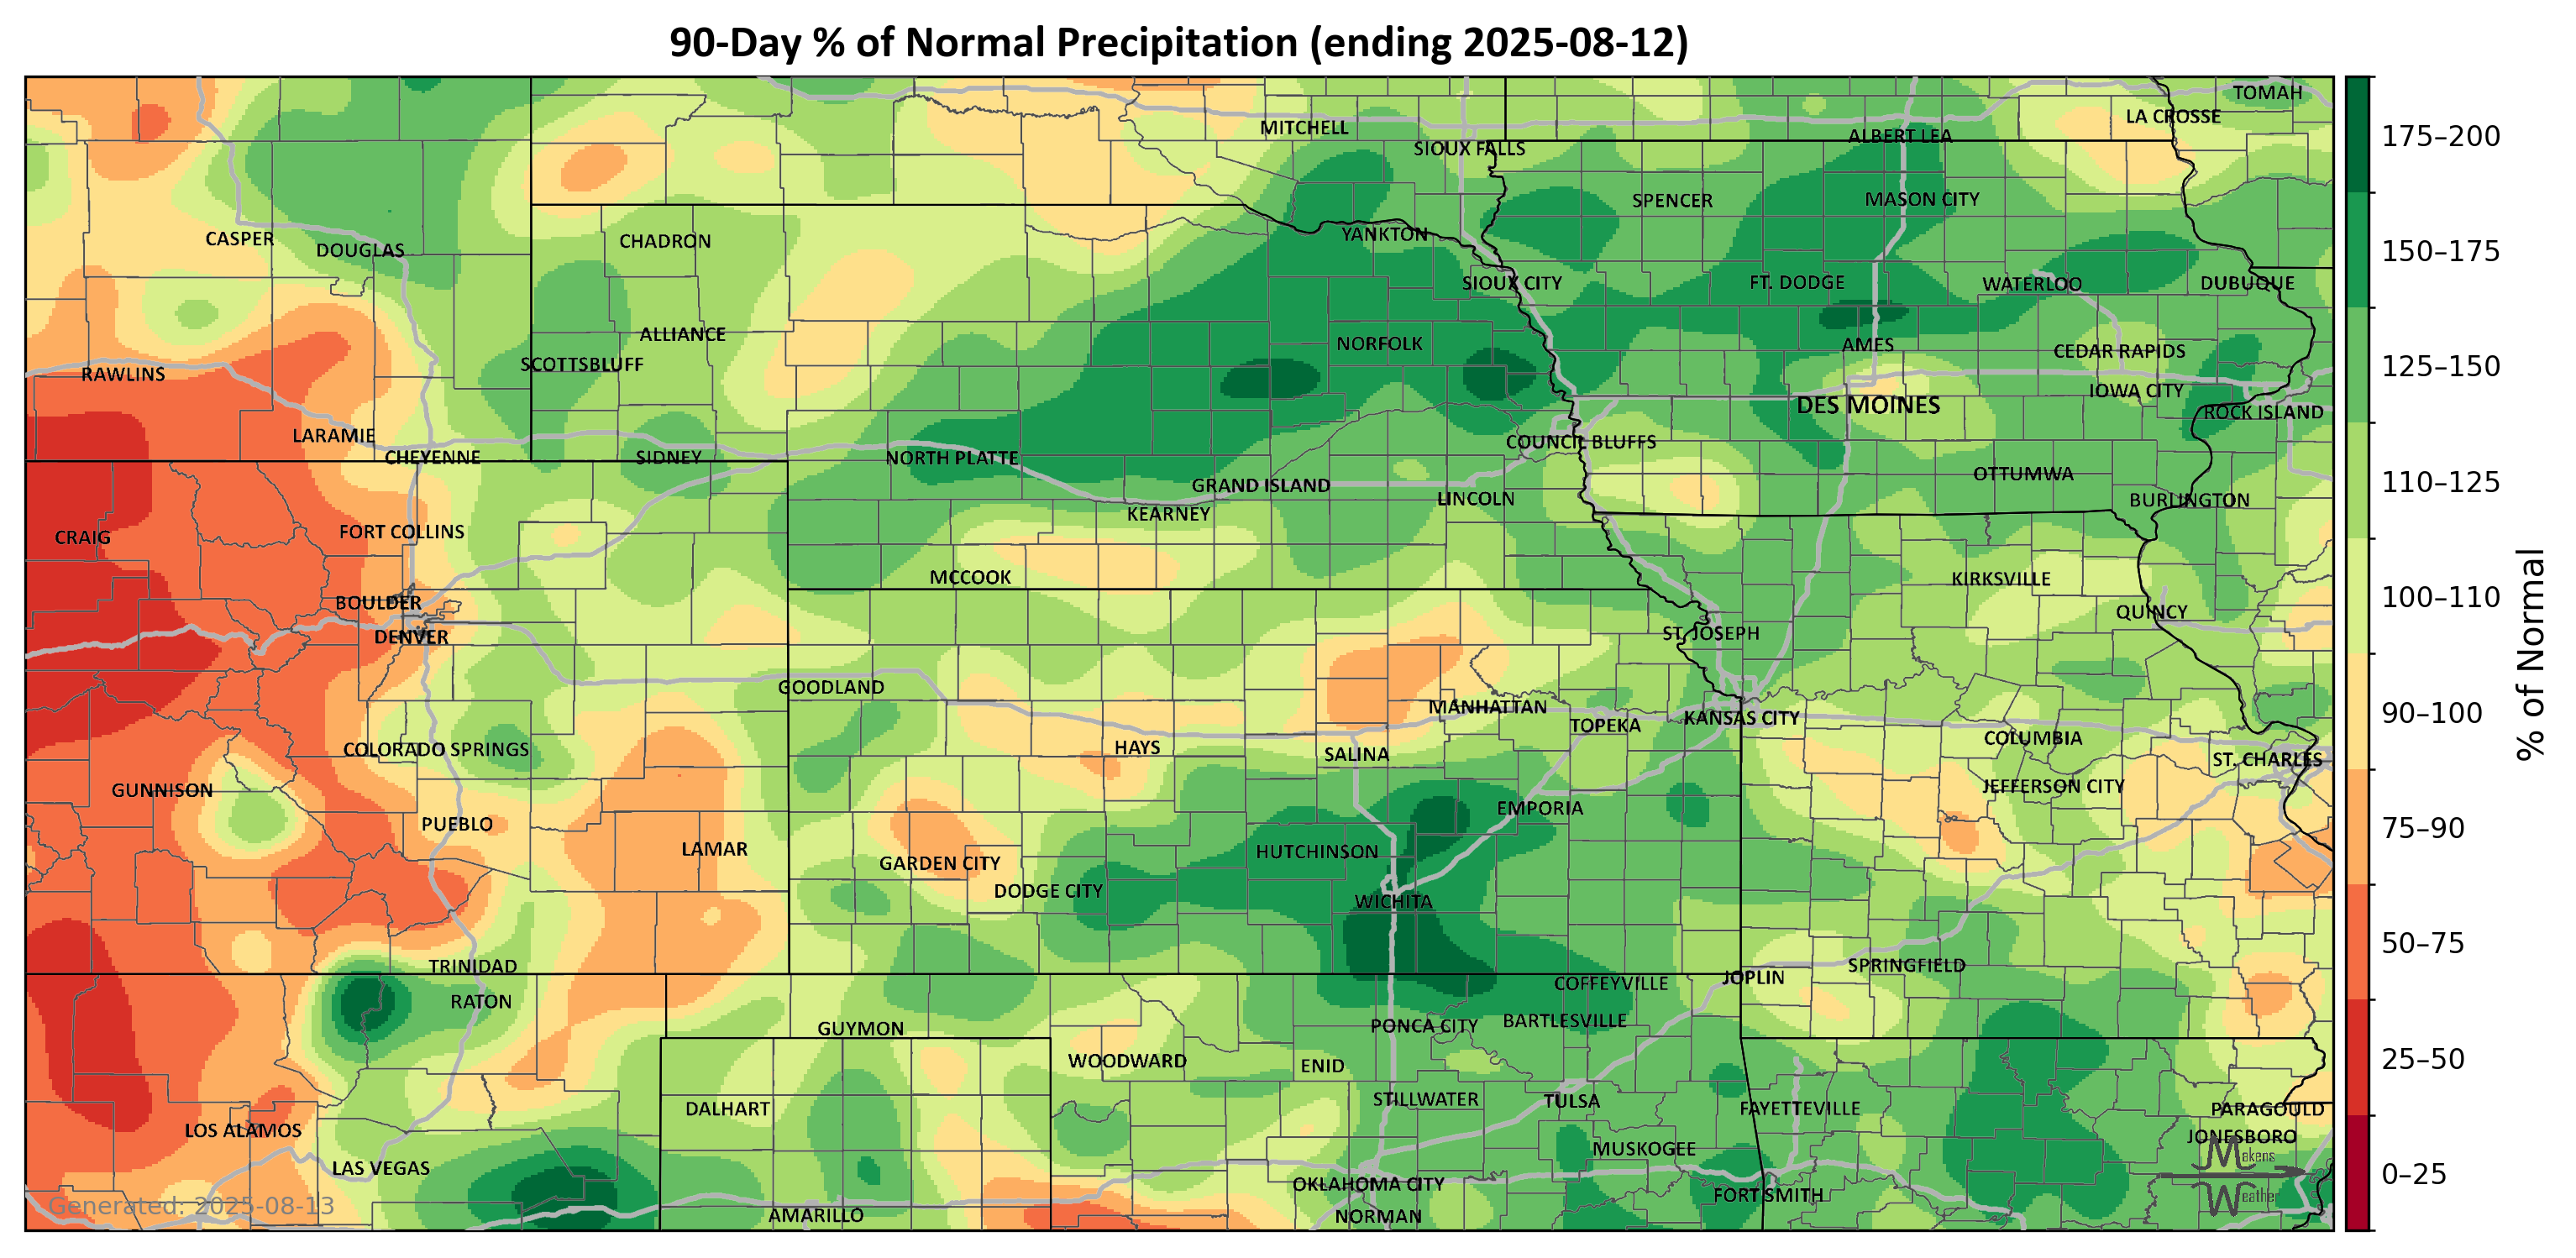 90-Day % of Normal Precipitation (ending 2025-08-12)
TOMAH
LA CROSSE
MITCHELL
ALBERT LEA
SIOUX FALLS
SPENCER
MASON CITY
YANKTON
CASPER
CHADRON
DOUGLAS
SIOUX CITY
FT. DODGE
WATERLOO
DUBUQUE
ALLIANCE
NORFOLK
AMES
CEDAR RAPIDS
SCOTTSBLUFF
RAWLINS
IOWA CITY
DES MOINES
ROCK ISLAND
LARAMIE
COUNCIL BLUFFS
CHEYENNE
SIDNEY
NORTH PLATTE
OTTUMWA
GRAND ISLAND
LINCOLN
BURLINGTON
KEARNEY
CRAIG
FORT COLLINS
MCCOOK
KIRKSVILLE
BOULDER
QUINCY
DENVER
ST. JOSEPH
GOODLAND
MANHATTAN
TOPEKA
KANSAS CITY
COLUMBIA
COLORADO SPRINGS
HAYS
SALINA
ST. CHARLES
GUNNISON
JEFFERSON CITY
EMPORIA
PUEBLO
LAMAR
HUTCHINSON
GARDEN CITY
DODGE CITY
WICHITA
TRINIDAD
SPRINGFIELD
JOPLIN
COFFEYVILLE
RATON
GUYMON
PONCA CITY
BARTLESVILLE
WOODWARD
ENID
STILLWATER
TULSA
DALHART
FAYETTEVILLE
PARAGOULD
LOS ALAMOS
JONESBORO
MUSKOGEE
LAS VEGAS
OKLAHOMA CITY
FORT SMITH
AMARILLO
NORMAN
Generated: 2025-08-13
Makens
Weather
175–200
150–175
125–150
110–125
100–110
90–100
75–90
50–75
25–50
0–25
% of Normal